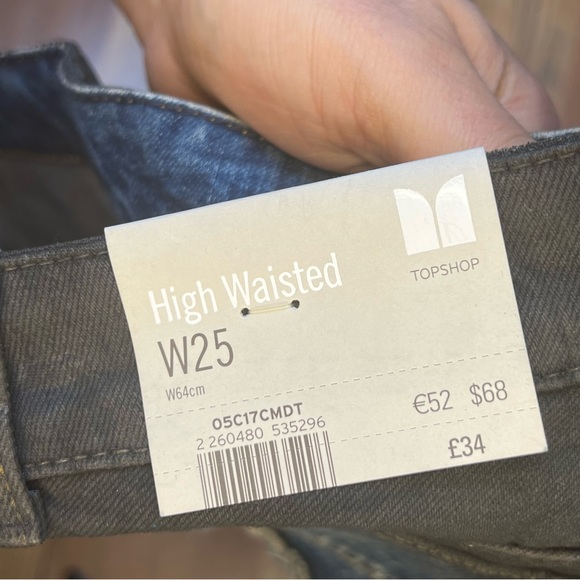 TOPSHOP
High Waisted
W25
W64cm
05C17CMDT
2 260480 535296
€52 $68
£34